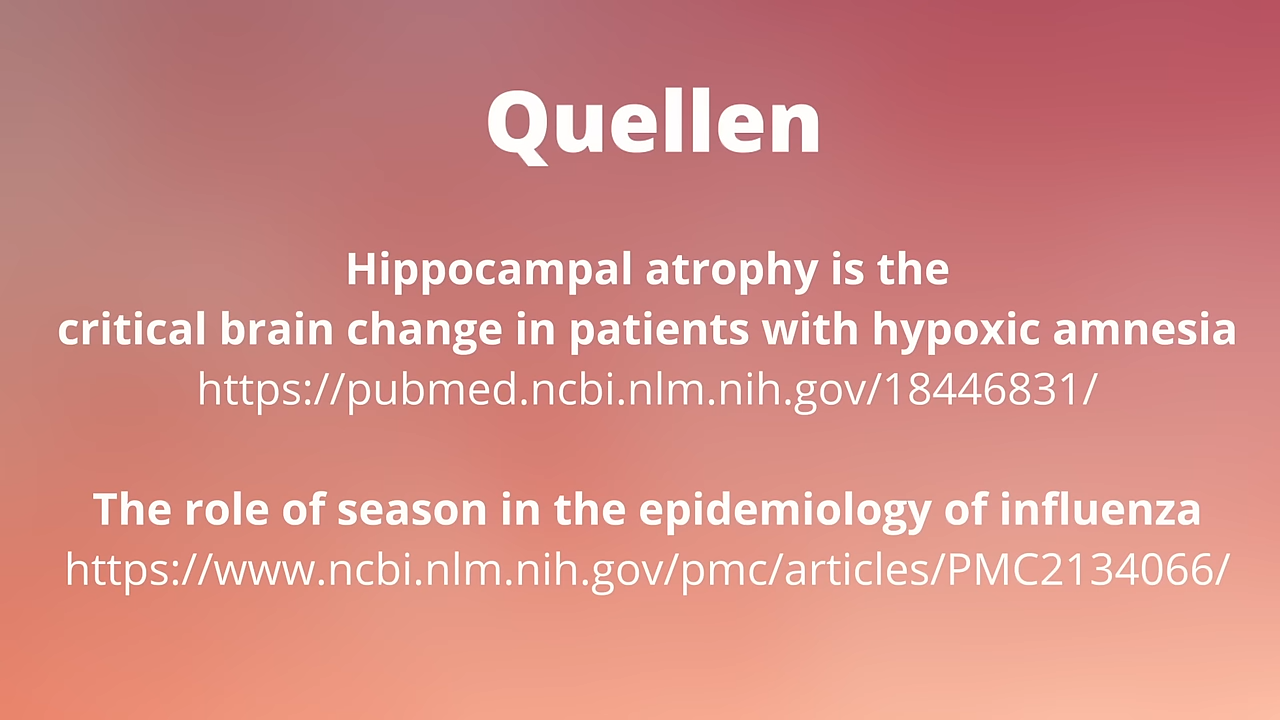 Quellen
Hippocampal atrophy is the
critical brain change in patients with hypoxic amnesia
https://pubmed.ncbi.nlm.nih.gov/18446831/
The role of season in the epidemiology of influenza
https://www.ncbi.nlm.nih.gov/pmc/articles/PMC2134066/